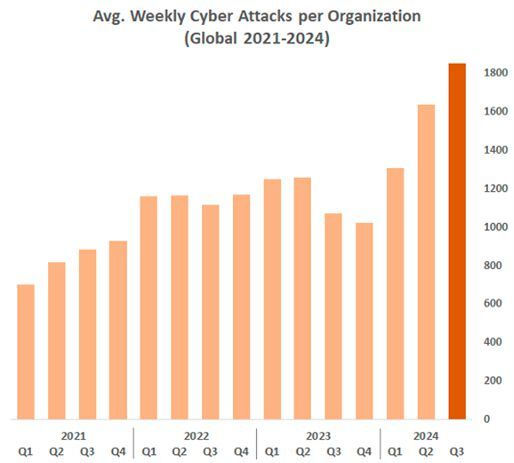 Avg. Weekly Cyber Attacks per Organization
(Global 2021-2024)
1800
1600
1400
1200
1000
800
600
400
200
0
2021 2022 2023 2024
Q1 Q2 Q3 Q4 Q1 Q2 Q3 Q4 Q1 Q2 Q3 Q4 Q1 Q2 Q3